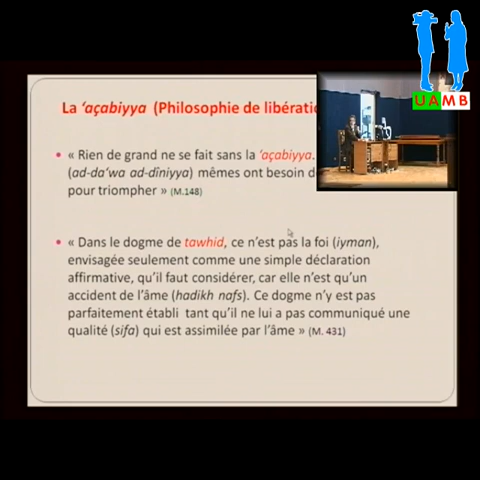 UAMB
La ‘açabiyya (Philosophie de libérati
• « Rien de grand ne se fait sans la ‘açabiyya.
(ad-da‘wa ad-dîniyya) mêmes ont besoin d
pour triompher » (M.148)
• « Dans le dogme de tawhid, ce n’est pas la foi (iyman),
envisagée seulement comme une simple déclaration
affirmative, qu’il faut considérer, car elle n’est qu’un
accident de l’âme (hadikh nafs). Ce dogme n’y est pas
parfaitement établi tant qu’il ne lui a pas communiqué une
qualité (sifa) qui est assimilée par l’âme » (M. 431)